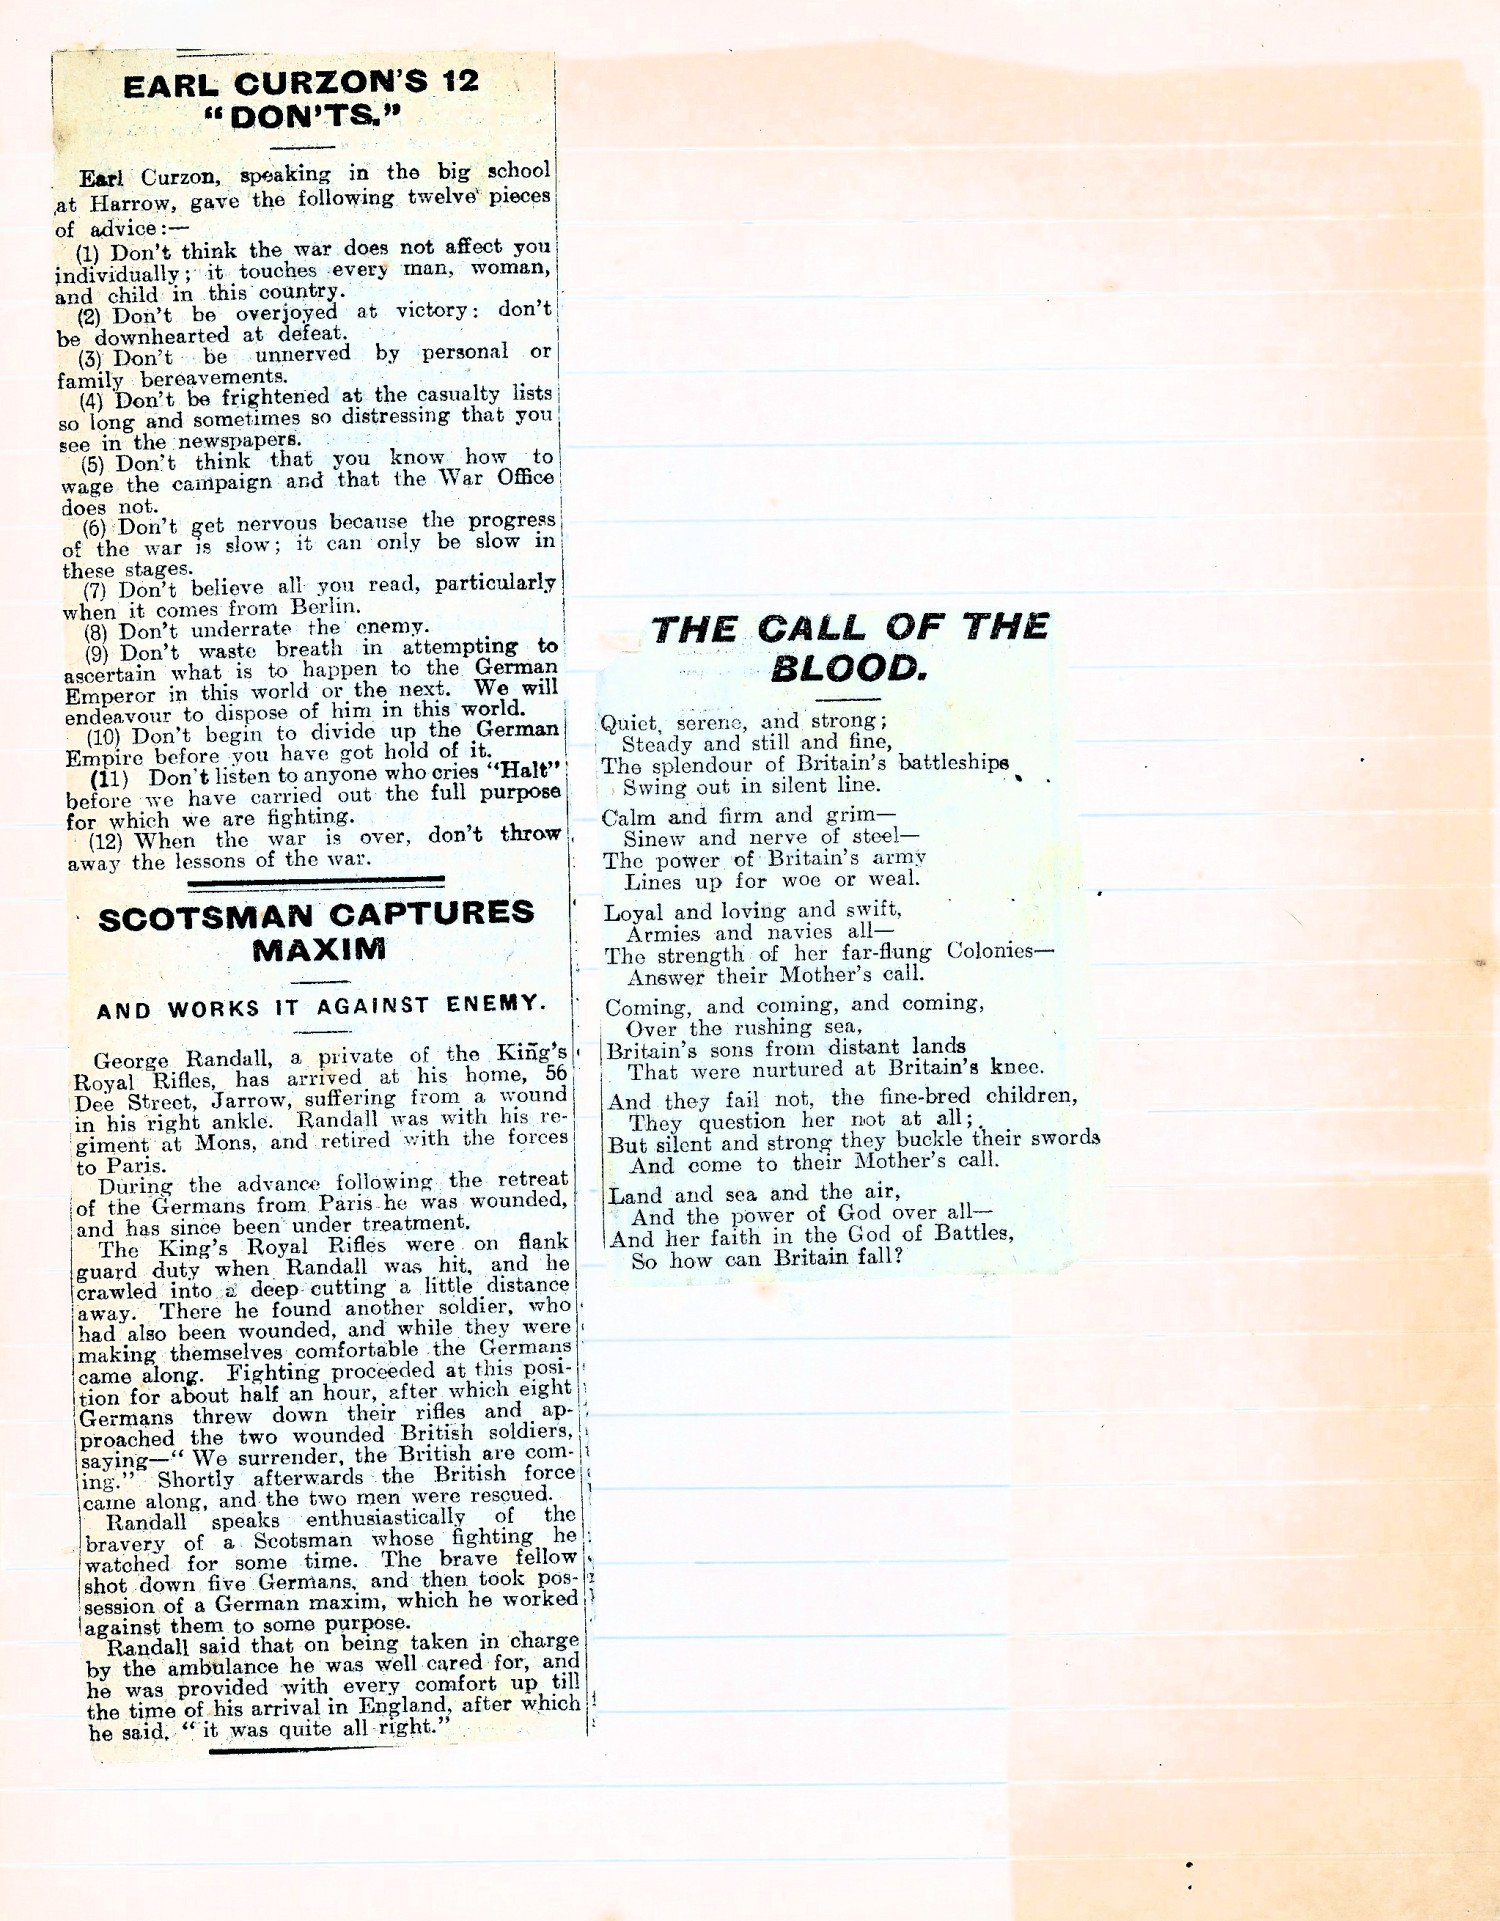 EARL CURZON'S 12
"DON'TS."
Earl Curzon, speaking in the big school
at Harrow, gave the following twelve pieces
of advice:—
(1) Don't think the war does not affect you
individually; it touches every man, woman,
and child in this country.
(2) Don't be overjoyed at victory: don't
be downhearted at defeat.
(3) Don't be unnerved by personal or
family bereavements.
(4) Don't be frightened at the casualty lists
so long and sometimes so distressing that you
see in the newspapers.
(5) Don't think that you know how to
wage the campaign and that the War Office
does not.
(6) Don't get nervous because the progress
of the war is slow; it can only be slow in
these stages.
(7) Don't believe all you read, particularly
when it comes from Berlin.
(8) Don't underrate the enemy.
(9) Don't waste breath in attempting to
ascertain what is to happen to the German
Emperor in this world or the next. We will
endeavour to dispose of him in this world.
(10) Don't begin to divide up the German
Empire before you have got hold of it.
(11) Don't listen to anyone who cries "Halt"
before we have carried out the full purpose
for which we are fighting.
(12) When the war is over, don't throw
away the lessons of the war.
SCOTSMAN CAPTURES
MAXIM
AND WORKS IT AGAINST ENEMY.
George Randall, a private of the King's
Royal Rifles, has arrived at his home, 56
Dee Street, Jarrow, suffering from a wound
in his right ankle. Randall was with his re-
giment at Mons, and retired with the forces
to Paris.
During the advance following the retreat
of the Germans from Paris he was wounded,
and has since been under treatment.
The King's Royal Rifles were on flank
guard duty when Randall was hit, and he
crawled into a deep cutting a little distance
away. There he found another soldier, who
had also been wounded, and while they were
making themselves comfortable the Germans
came along. Fighting proceeded at this posi-
tion for about half an hour, after which eight
Germans threw down their rifles and ap-
proached the two wounded British soldiers,
saying—"We surrender, the British are com-
ing." Shortly afterwards the British force
came along, and the two men were rescued.
Randall speaks enthusiastically of the
bravery of a Scotsman whose fighting he
watched for some time. The brave fellow
shot down five Germans, and then took pos-
session of a German maxim, which he worked
against them to some purpose.
Randall said that on being taken in charge
by the ambulance he was well cared for, and
he was provided with every comfort up till
the time of his arrival in England, after which
he said, "it was quite all right."
THE CALL OF THE
BLOOD.
Quiet, serene, and strong;
Steady and still and fine,
The splendour of Britain's battleships
Swing out in silent line.
Calm and firm and grim—
Sinew and nerve of steel—
The power of Britain's army
Lines up for woe or weal.
Loyal and loving and swift,
Armies and navies all—
The strength of her far-flung Colonies—
Answer their Mother's call.
Coming, and coming, and coming,
Over the rushing sea,
Britain's sons from distant lands
That were nurtured at Britain's knee.
And they fail not, the fine-bred children,
They question her not at all;
But silent and strong they buckle their swords
And come to their Mother's call.
Land and sea and the air,
And the power of God over all—
And her faith in the God of Battles,
So how can Britain fall?